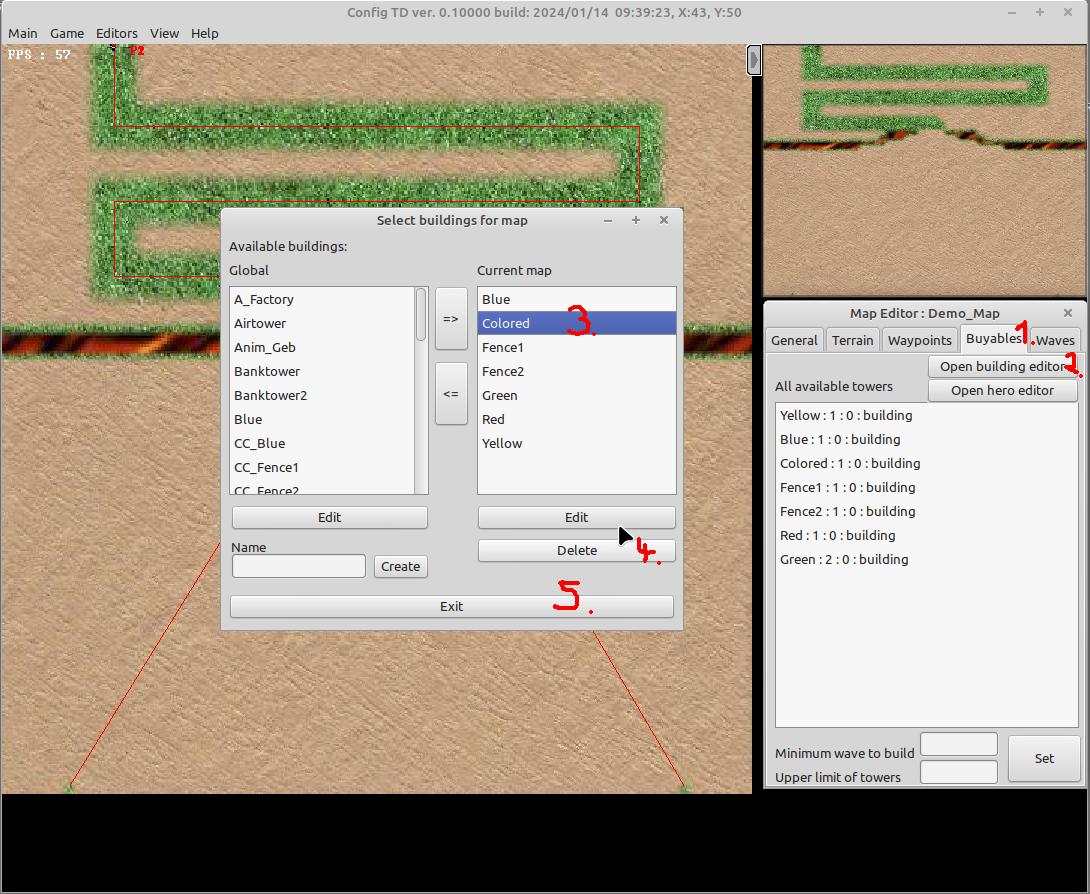 Config TD ver. 0.10000 build: 2024/01/14 09:39:23, X:43, Y:50
Main Game Editors View Help
FPS : 57
P2
Select buildings for map
Available buildings:
Global
A_Factory
Airtower
Anim_Geb
Banktower
Banktower2
Blue
CC_Blue
CC_Fence1
CC_Fence2
=>
<=
Current map
Blue
Colored
3.
Fence1
Fence2
Green
Red
Yellow
Edit
Edit
Name
Create
Delete
4.
5.
Exit
Map Editor : Demo_Map
General Terrain Waypoints Buyables Waves
1.
Open building editor
2.
All available towers
Open hero editor
Yellow : 1 : 0 : building
Blue : 1 : 0 : building
Colored : 1 : 0 : building
Fence1 : 1 : 0 : building
Fence2 : 1 : 0 : building
Red : 1 : 0 : building
Green : 2 : 0 : building
Minimum wave to build
Upper limit of towers
Set